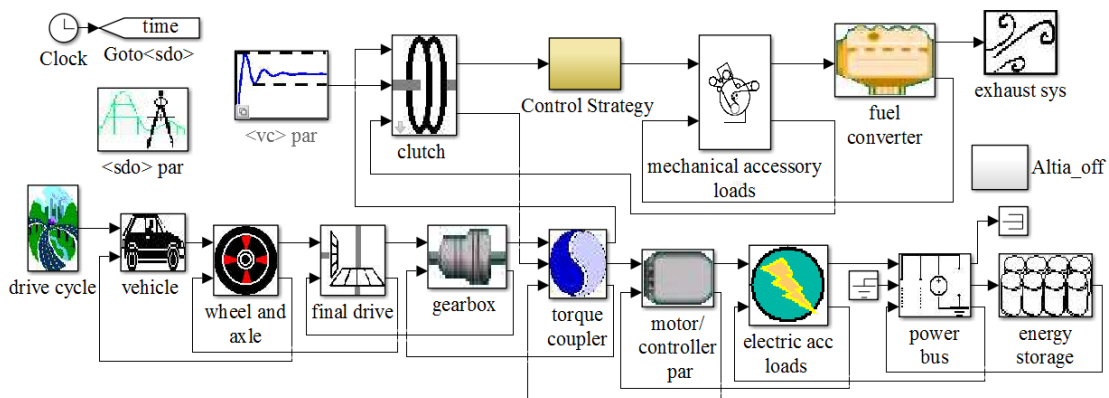 time
Clock
Goto<sdo>
<sdo> par
<vc> par
clutch
Control Strategy
mechanical accessory
loads
fuel
converter
exhaust sys
Altia_off
drive cycle
vehicle
wheel and
axle
final drive
gearbox
torque
coupler
motor/
controller
par
electric acc
loads
power
bus
energy
storage